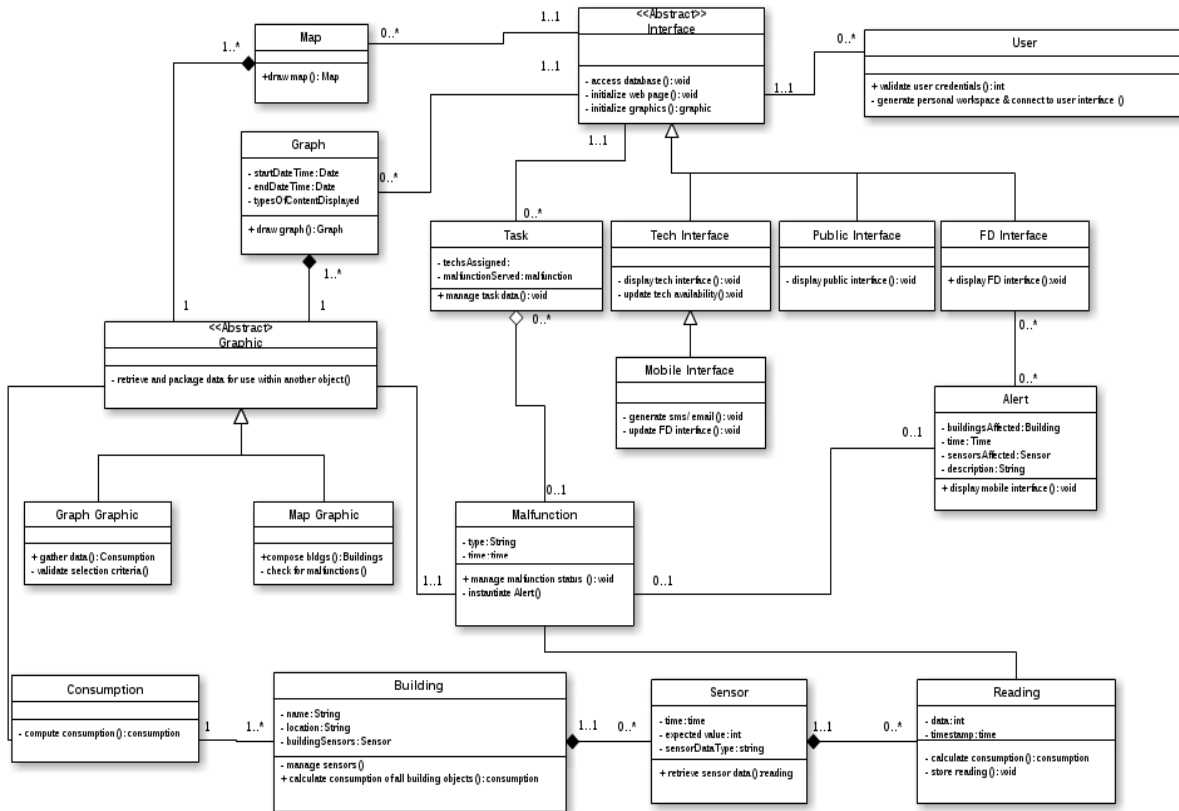 Map
+draw map(): Map
1..*
0..*
1..1
<<Abstract>>
Interface
- access database(): void
- initialize web page(): void
- initialize graphics(): graphic
1..1
0..*
1..1
User
+ validate user credentials(): int
- generate personal workspace & connect to user interface ()
Graph
- startDateTime: Date
- endDateTime: Date
- typesOfContentDisplayed
+ draw graph(): Graph
0..*
1..*
1..1
0..*
Task
- techsAssigned:
- malfunctionServed: malfunction
+ manage task data(): void
0..*
Tech Interface
- display tech interface(): void
- update tech availability():void
Public Interface
- display public interface(): void
FD Interface
+ display FD interface():void
0..*
0..*
1
1
<<Abstract>
Graphic
- retrieve and package data for use within another object()
Mobile Interface
- generate sms/ email(): void
- update FD interface(): void
Alert
- buildingsAffected: Building
- time: Time
- sensorsAffected: Sensor
- description: String
+ display mobile interface(): void
0..1
Graph Graphic
+ gather data(): Consumption
- validate selection criteria()
Map Graphic
+compose bldgs(): Buildings
- check for malfunctions()
0..1
Malfunction
- type: String
- time: time
+ manage malfunction status (): void
- instantiate Alert()
1..1
0..1
Consumption
- compute consumption(): consumption
1
1..*
Building
- name: String
- location: String
- buildingSensors: Sensor
- manage sensors()
+ calculate consumption of all building objects(): consumption
1..1
0..*
Sensor
- time: time
- expected value: int
- sensorDataType: string
+ retrieve sensor data():reading
1..1
0..*
Reading
- data: int
- timestamp: time
- calculate consumption(): consumption
- store reading(): void